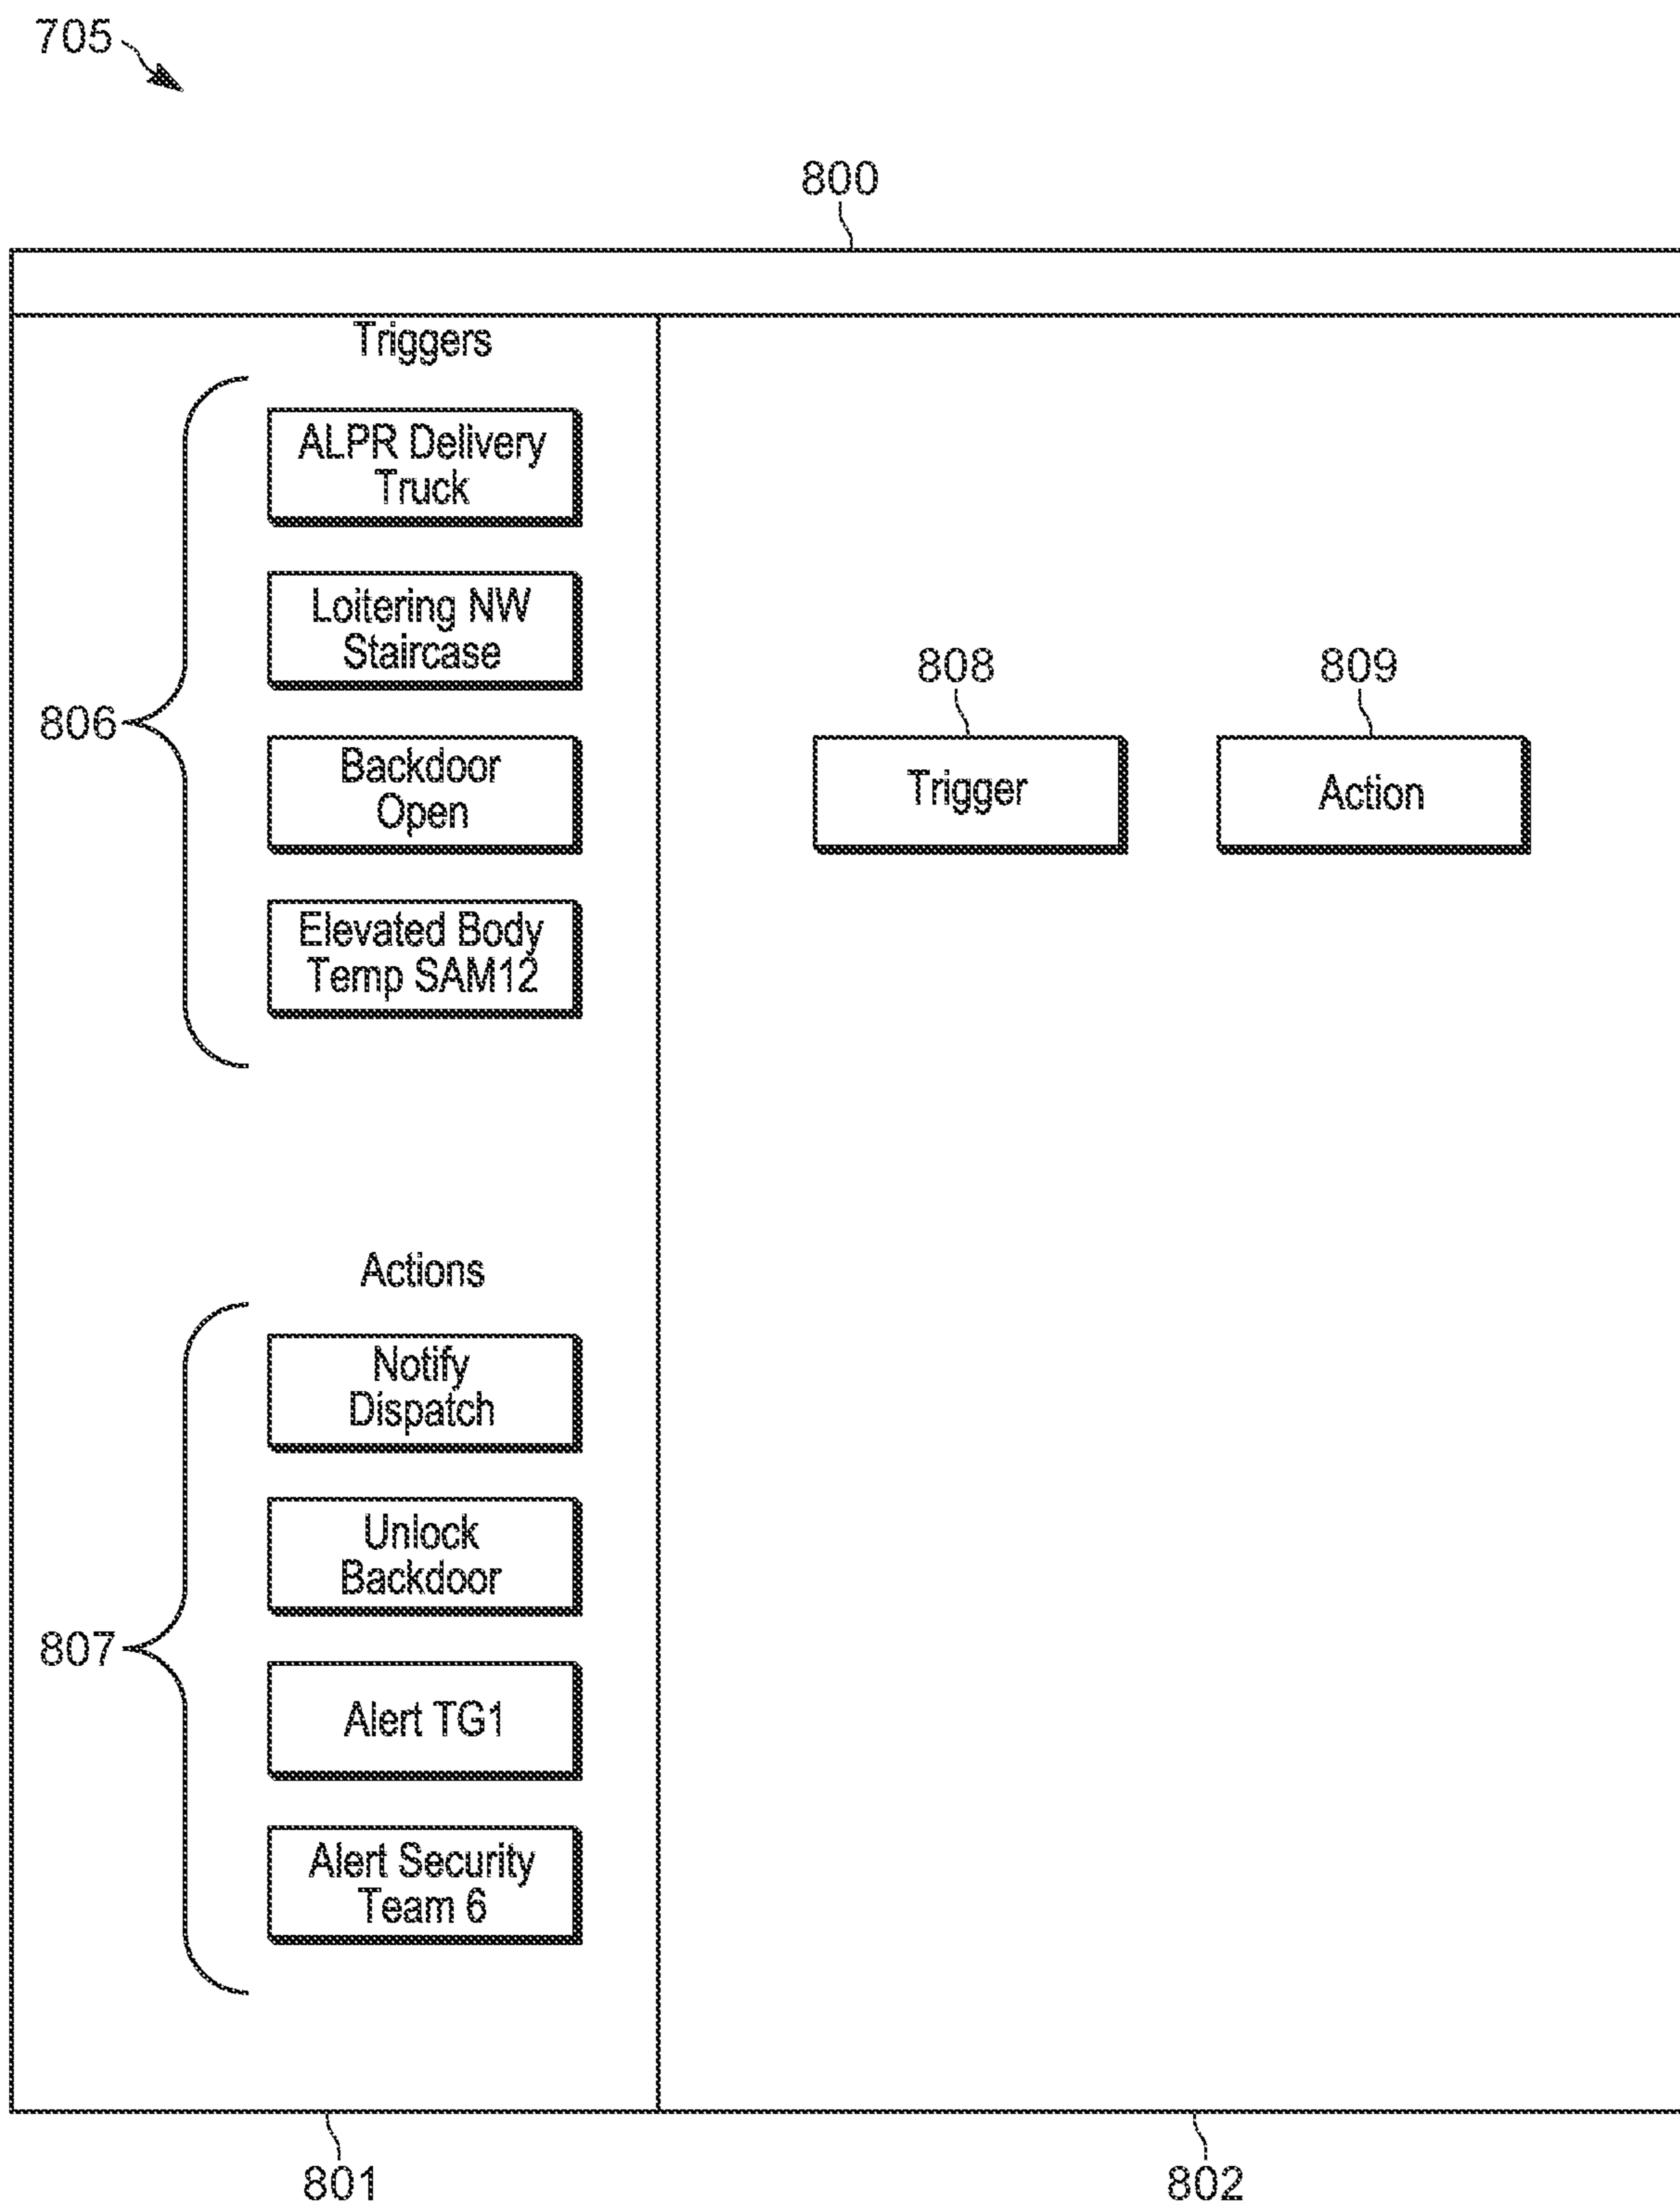 705
800
Triggers
ALPR Delivery
Truck
Loitering NW
Staircase
806
Backdoor
Open
Elevated Body
Temp SAM12
808
809
Trigger
Action
Actions
Notify
Dispatch
Unlock
Backdoor
807
Alert TG1
Alert Security
Team 6
801
802